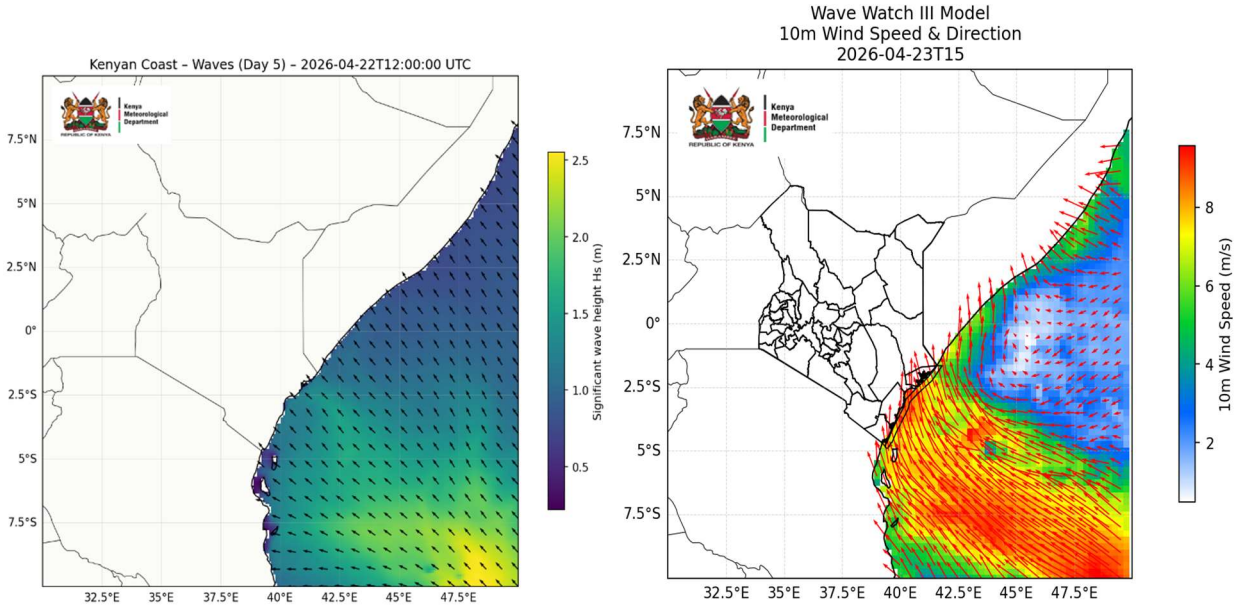 Kenyan Coast – Waves (Day 5) – 2026-04-22T12:00:00 UTC
Kenya
Meteorological
Department
REPUBLIC OF KENYA
7.5°N
5°N
2.5°N
0°
2.5°S
5°S
7.5°S
32.5°E
35°E
37.5°E
40°E
42.5°E
45°E
47.5°E
2.5
2.0
1.5
1.0
0.5
Significant wave height Hs (m)
Wave Watch III Model
10m Wind Speed & Direction
2026-04-23T15
Kenya
Meteorological
Department
REPUBLIC OF KENYA
7.5°N
5°N
2.5°N
0°
2.5°S
5°S
7.5°S
32.5°E
35°E
37.5°E
40°E
42.5°E
45°E
47.5°E
8
6
4
2
10m Wind Speed (m/s)